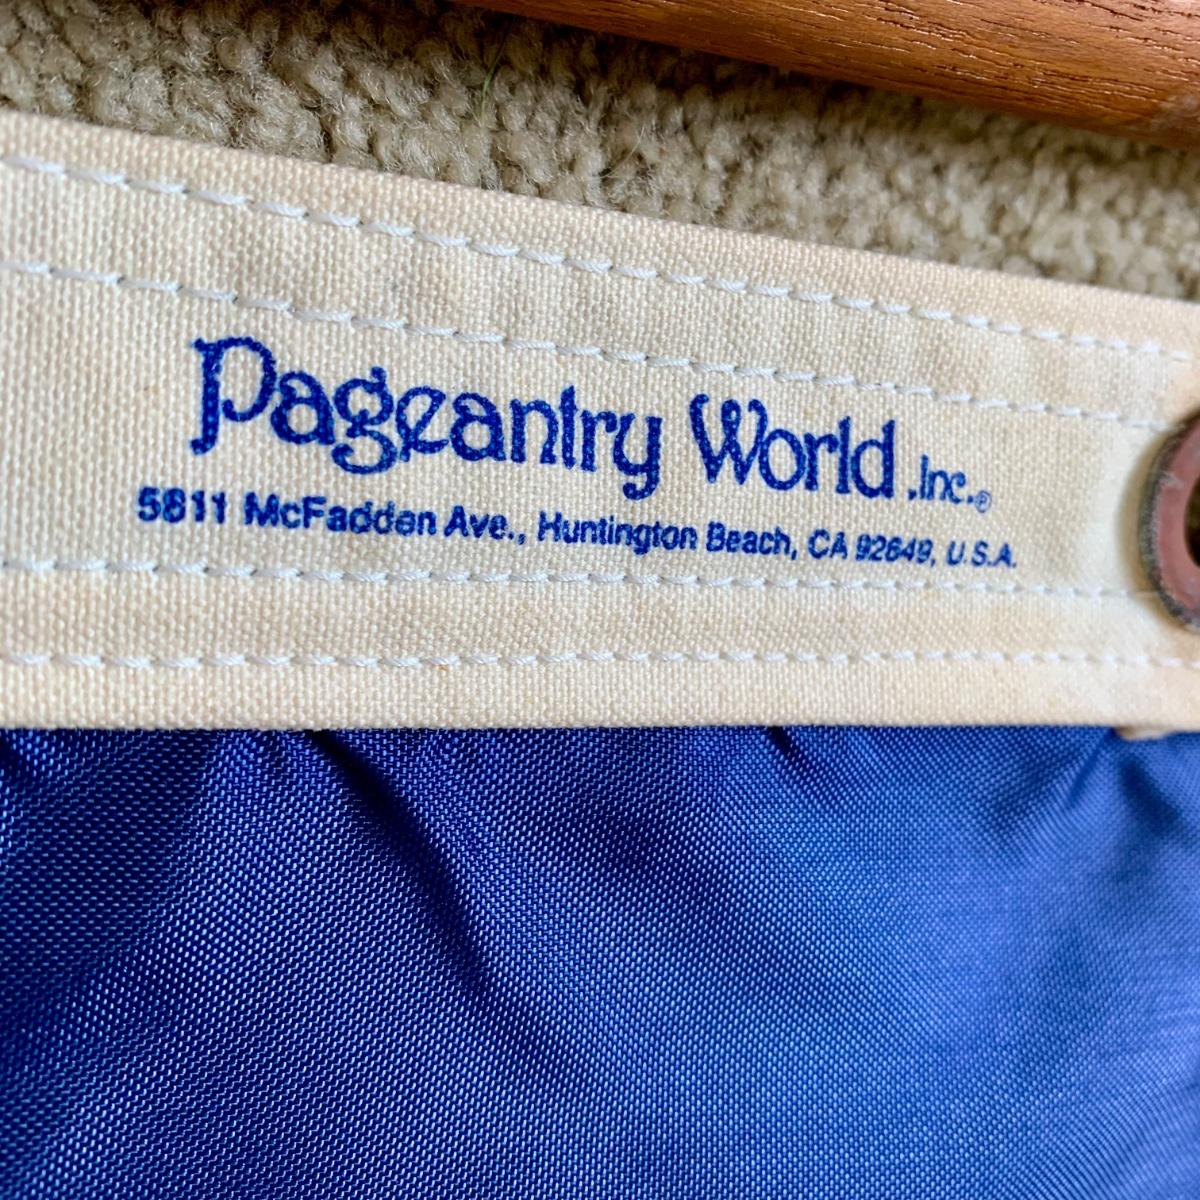 Pageantry World, Inc.®
5811 McFadden Ave., Huntington Beach, CA 92649, U.S.A.